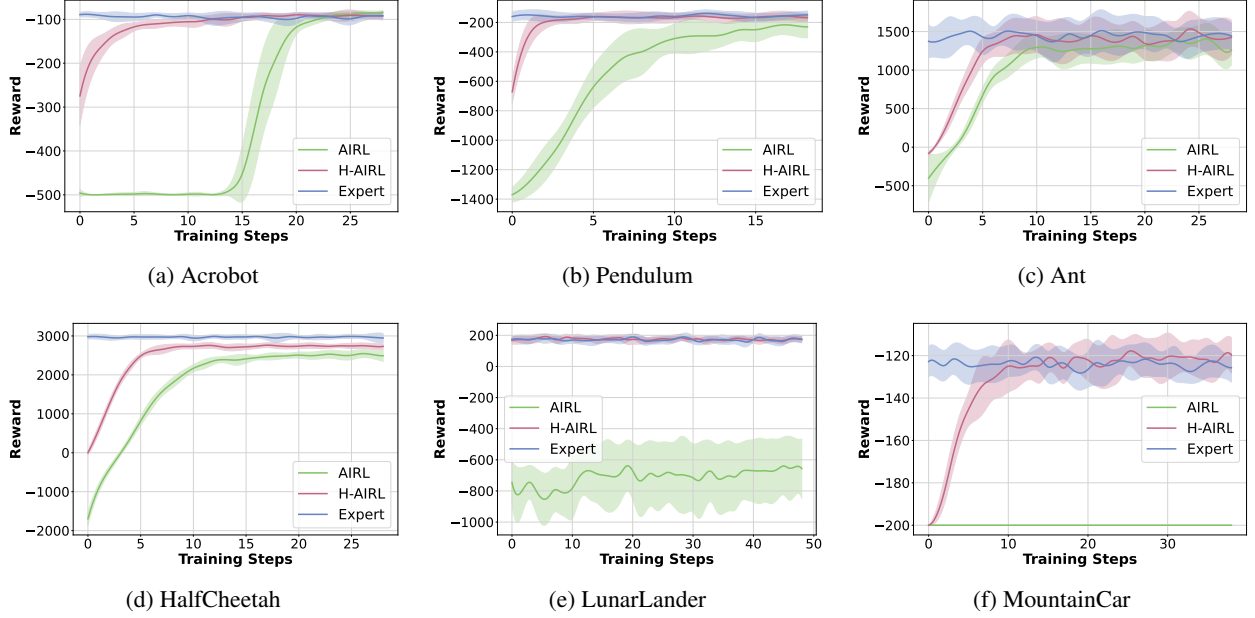 −100
−200
−300
−400
−500
Reward
AIRL
H-AIRL
Expert
0 5 10 15 20 25
Training Steps
(a) Acrobot
−200
−400
−600
−800
−1000
−1200
−1400
Reward
AIRL
H-AIRL
Expert
0 5 10 15
Training Steps
(b) Pendulum
1500
1000
500
0
−500
Reward
AIRL
H-AIRL
Expert
0 5 10 15 20 25
Training Steps
(c) Ant
3000
2000
1000
0
−1000
−2000
Reward
AIRL
H-AIRL
Expert
0 5 10 15 20 25
Training Steps
(d) HalfCheetah
200
0
−200
−400
−600
−800
−1000
Reward
AIRL
H-AIRL
Expert
0 10 20 30 40 50
Training Steps
(e) LunarLander
−120
−140
−160
−180
−200
Reward
AIRL
H-AIRL
Expert
0 10 20 30
Training Steps
(f) MountainCar